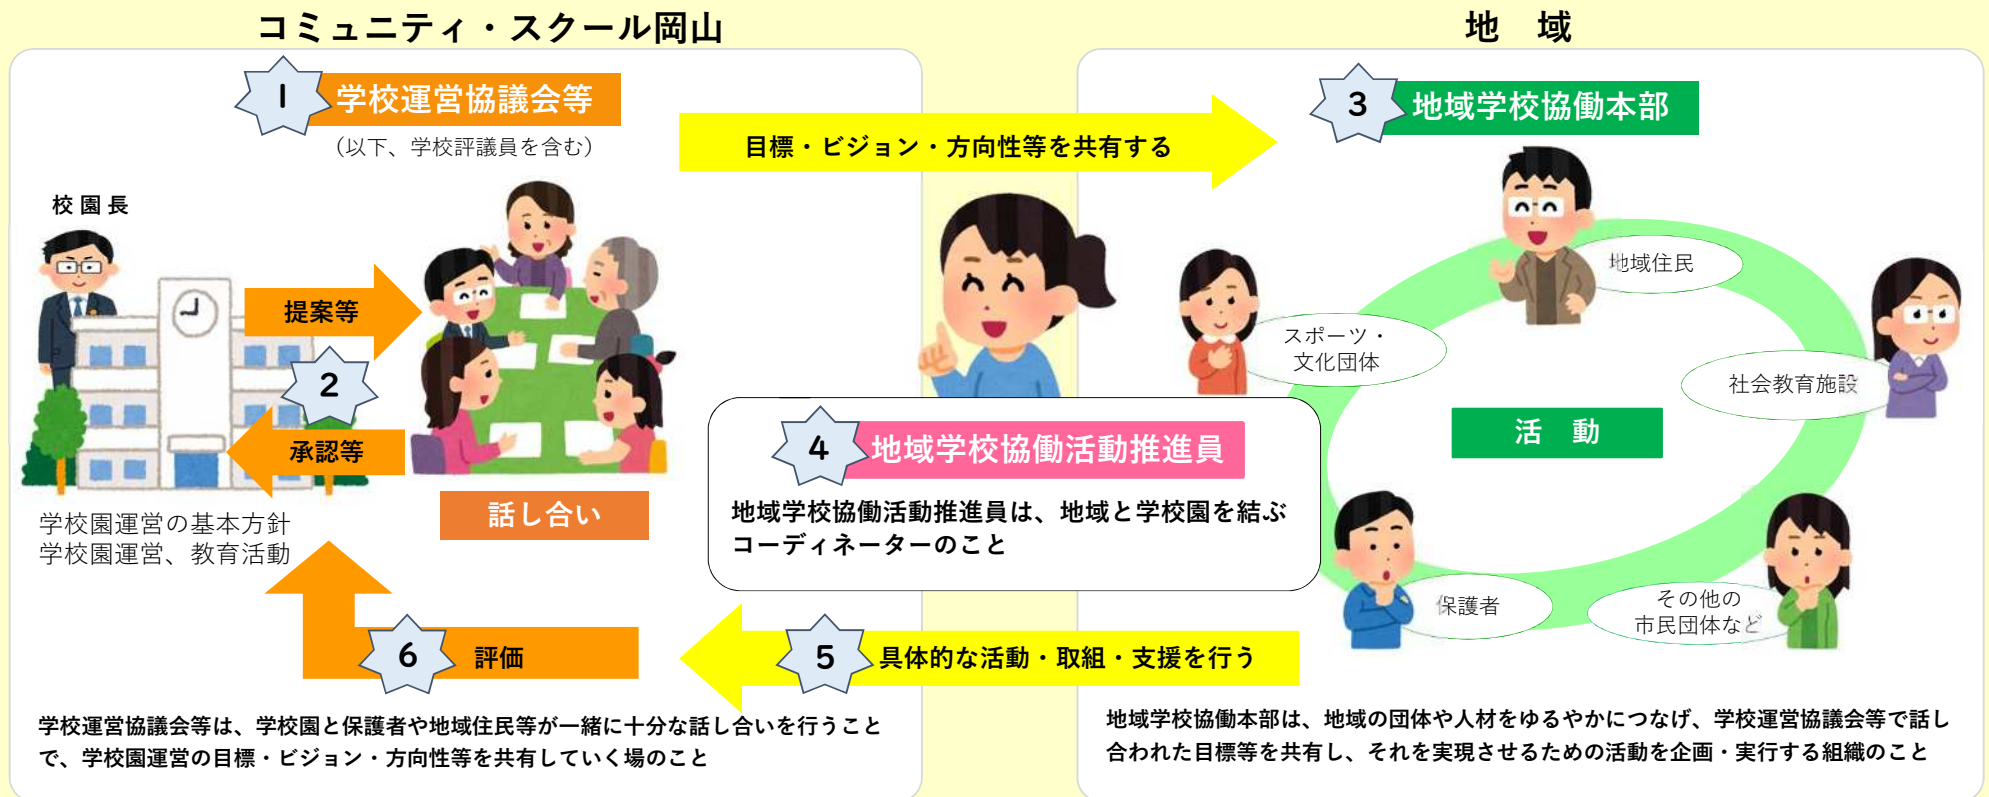 コミュニティ・スクール岡山
1 学校運営協議会等
（以下、学校評議員を含む）
校園長
提案等
2
承認等
話し合い
学校園運営の基本方針
学校園運営、教育活動
6 評価
学校運営協議会等は、学校園と保護者や地域住民等が一緒に十分な話し合いを行うこと
で、学校園運営の目標・ビジョン・方向性等を共有していく場のこと
目標・ビジョン・方向性等を共有する
4 地域学校協働活動推進員
地域学校協働活動推進員は、地域と学校園を結ぶ
コーディネーターのこと
5 具体的な活動・取組・支援を行う
地　域
3 地域学校協働本部
地域住民
スポーツ・
文化団体
社会教育施設
活　動
保護者
その他の
市民団体など
地域学校協働本部は、地域の団体や人材をゆるやかにつなげ、学校運営協議会等で話し
合われた目標等を共有し、それを実現させるための活動を企画・実行する組織のこと